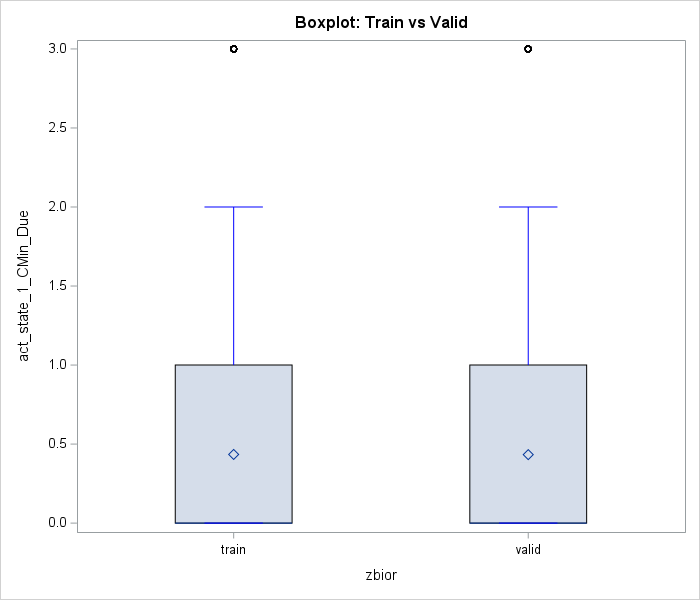 Boxplot: Train vs Valid
3.0
2.5
2.0
1.5
1.0
0.5
0.0
act_state_1_CMin_Due
train
valid
zbior